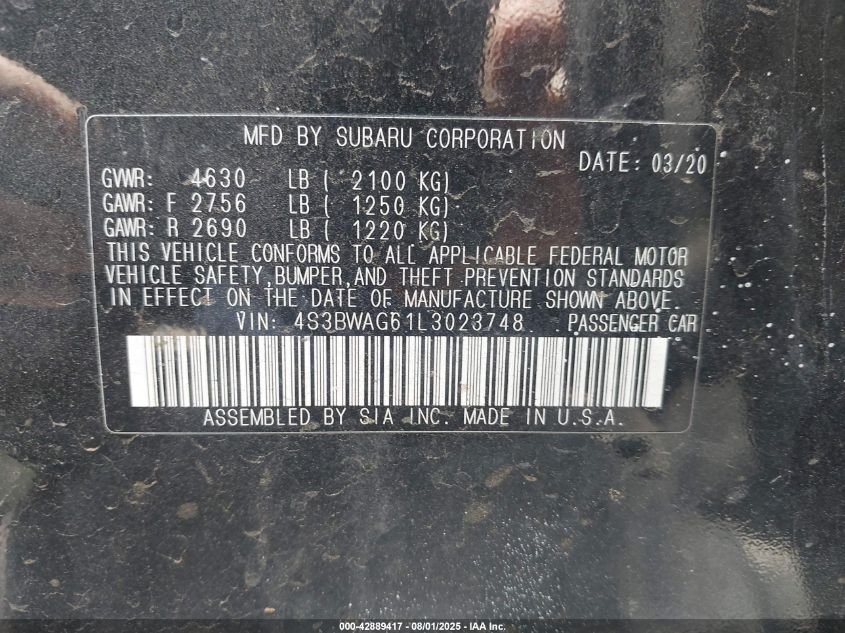 MFD BY SUBARU CORPORATION
DATE: 03/20
GVWR: 4630 LB ( 2100 KG)
GAWR: F 2756 LB ( 1250 KG)
GAWR: R 2690 LB ( 1220 KG)
THIS VEHICLE CONFORMS TO ALL APPLICABLE FEDERAL MOTOR
VEHICLE SAFETY,BUMPER,AND THEFT PREVENTION STANDARDS
IN EFFECT ON THE DATE OF MANUFACTURE SHOWN ABOVE.
VIN: 4S3BWAG61L3023748 PASSENGER CAR
ASSEMBLED BY SIA INC. MADE IN U.S.A.
000-42889417 - 08/01/2025 - IAA Inc.